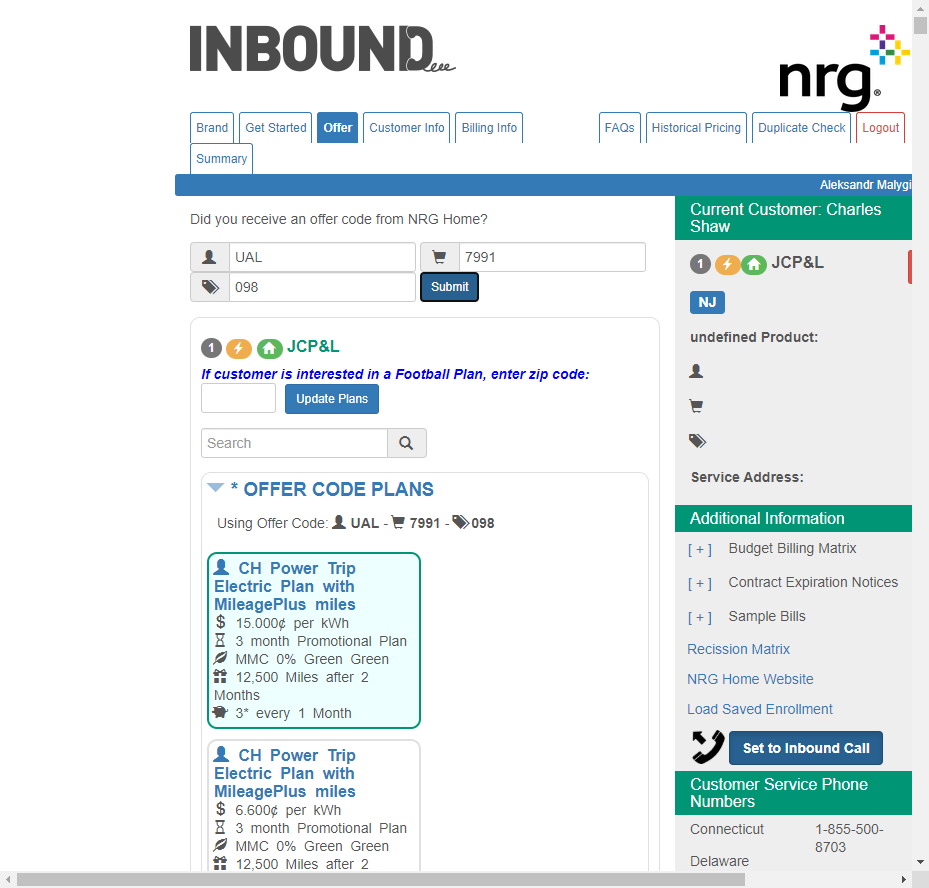 INBOUND
nrg
Brand
Get Started
Offer
Customer Info
Billing Info
FAQs
Historical Pricing
Duplicate Check
Logout
Summary
Aleksandr Malygi
Did you receive an offer code from NRG Home?
UAL
7991
098
Submit
1 JCP&L
If customer is interested in a Football Plan, enter zip code:
Update Plans
Search
* OFFER CODE PLANS
Using Offer Code: UAL - 7991 - 098
CH Power Trip
Electric Plan with
MileagePlus miles
$ 15.000¢ per kWh
3 month Promotional Plan
MMC 0% Green Green
12,500 Miles after 2
Months
3* every 1 Month
CH Power Trip
Electric Plan with
MileagePlus miles
$ 6.600¢ per kWh
3 month Promotional Plan
MMC 0% Green Green
12,500 Miles after 2
Current Customer: Charles
Shaw
1 JCP&L
NJ
undefined Product:
Service Address:
Additional Information
[ + ] Budget Billing Matrix
[ + ] Contract Expiration Notices
[ + ] Sample Bills
Recission Matrix
NRG Home Website
Load Saved Enrollment
Set to Inbound Call
Customer Service Phone
Numbers
Connecticut 1-855-500-
8703
Delaware